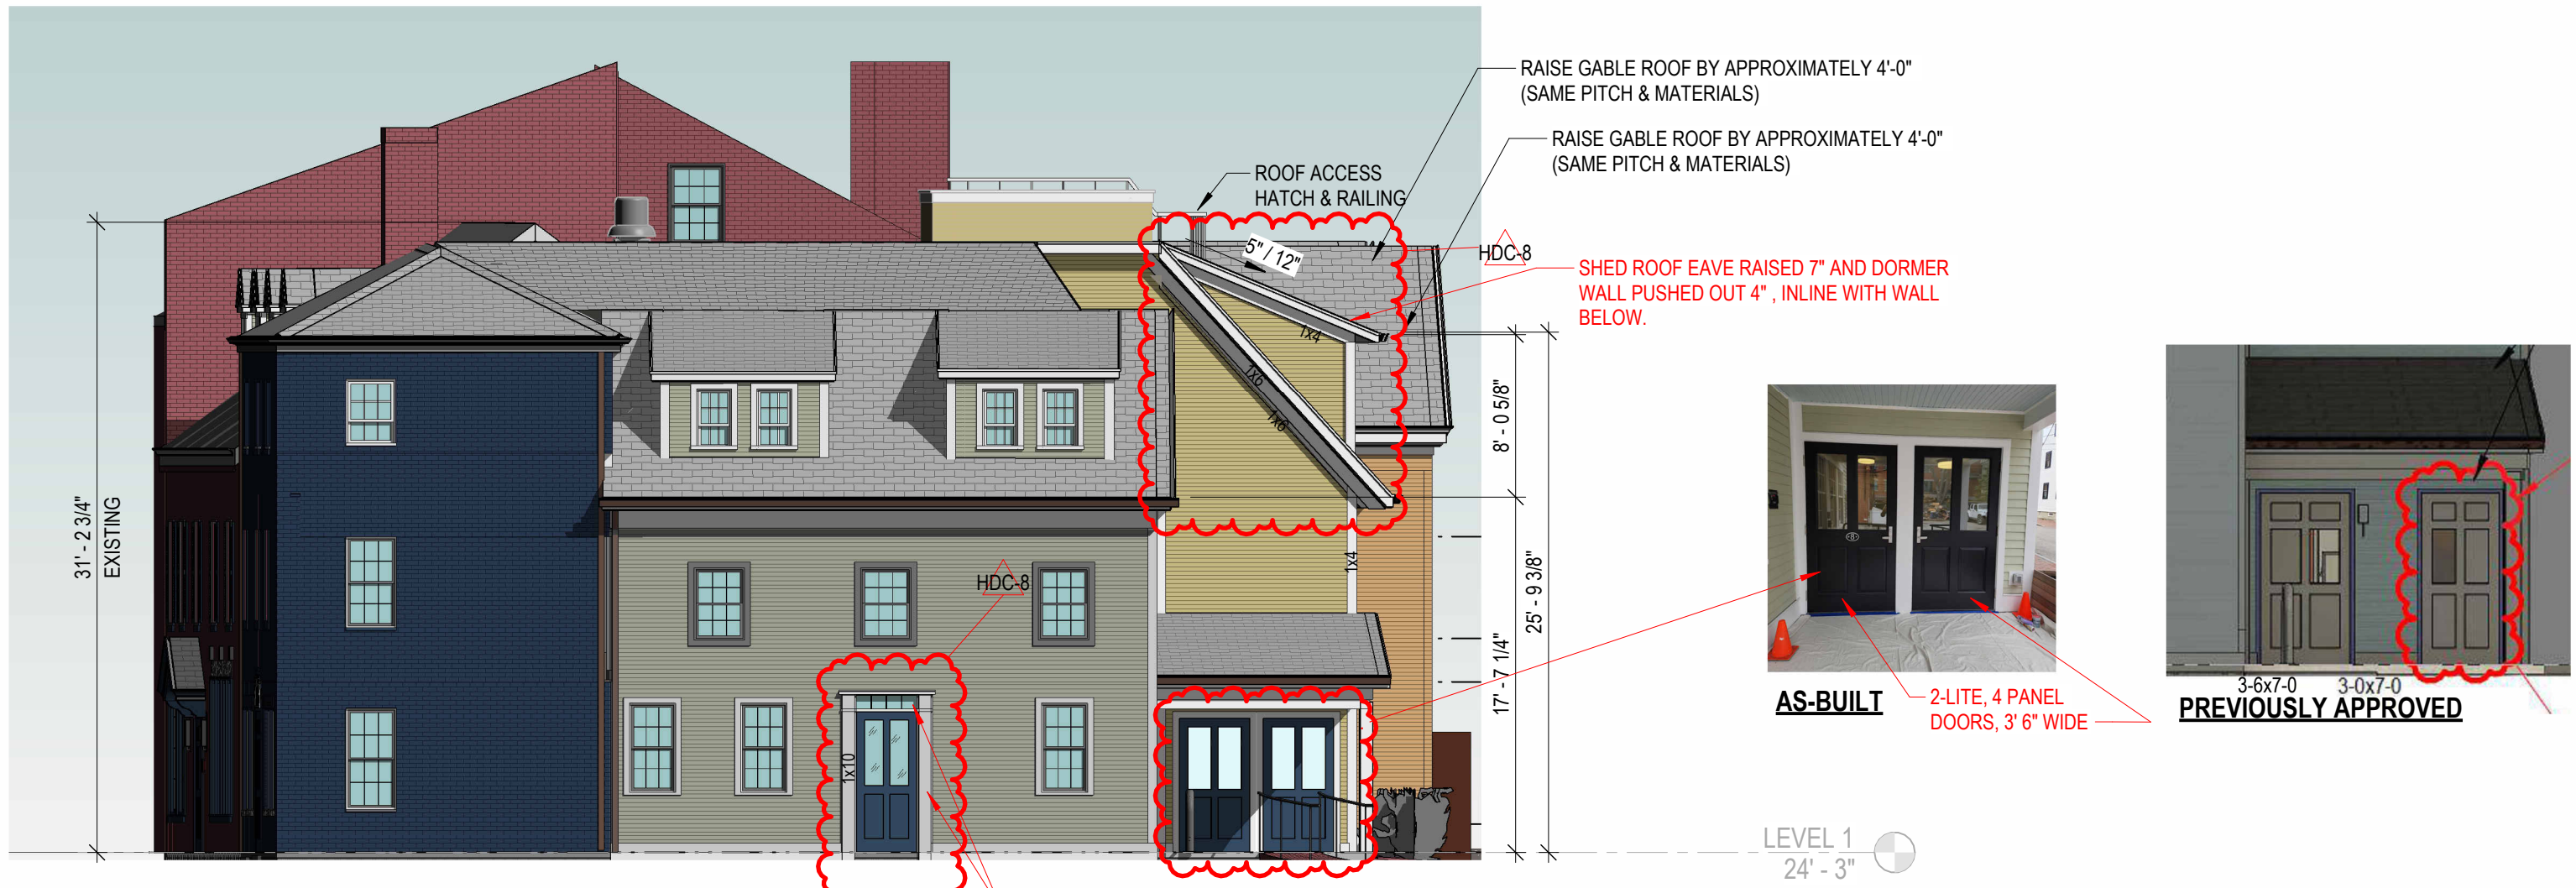 RAISE GABLE ROOF BY APPROXIMATELY 4'-0"
(SAME PITCH & MATERIALS)
RAISE GABLE ROOF BY APPROXIMATELY 4'-0"
(SAME PITCH & MATERIALS)
ROOF ACCESS
HATCH & RAILING
5" / 12"
HDC-8
SHED ROOF EAVE RAISED 7" AND DORMER
WALL PUSHED OUT 4" , INLINE WITH WALL
BELOW.
1x4
1x6
1x6
8' - 0 5/8"
31' - 2 3/4"
EXISTING
1x4
25' - 9 3/8"
17' - 7 1/4"
HDC-8
1x10
AS-BUILT
2-LITE, 4 PANEL
DOORS, 3' 6" WIDE
3-6x7-0
3-0x7-0
PREVIOUSLY APPROVED
LEVEL 1
24' - 3"